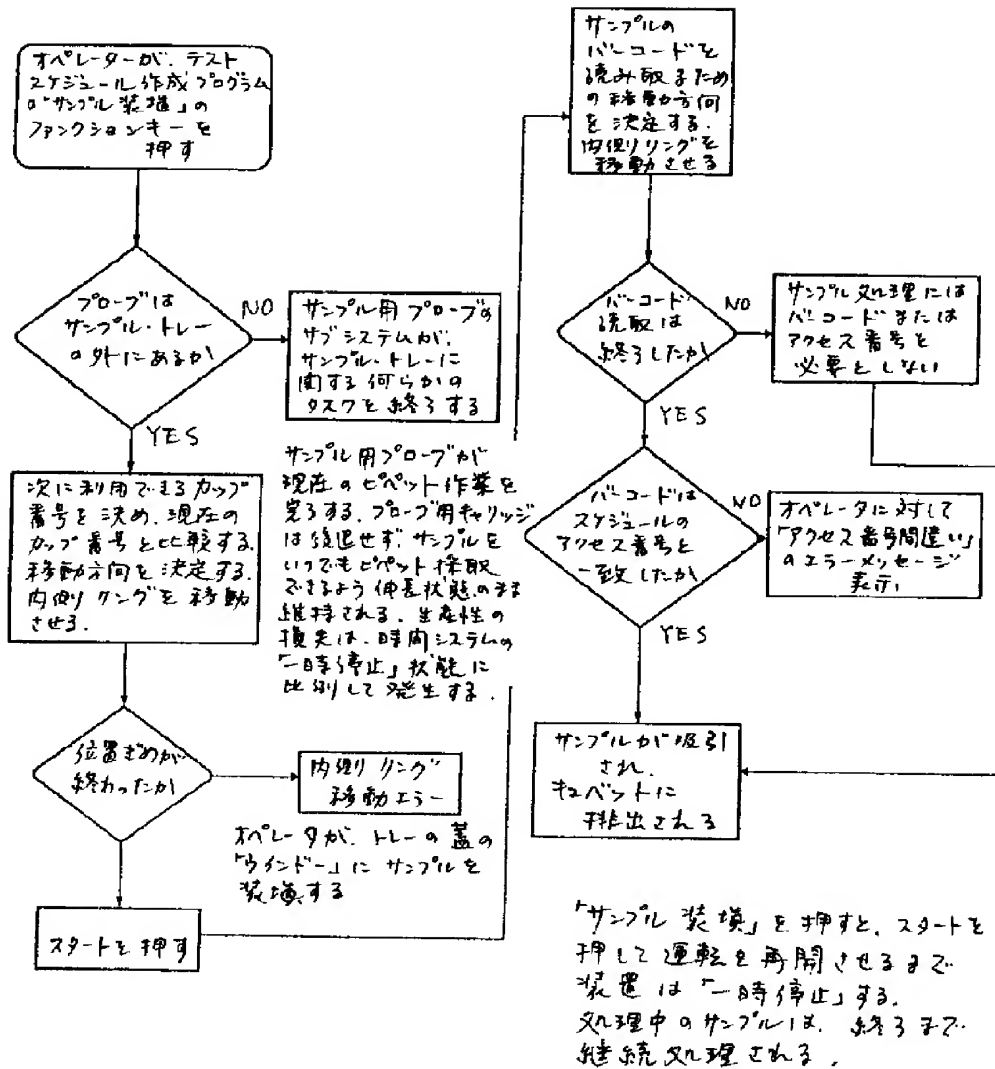 オペレーターが、テスト
スケジュール作成プログラム
の「サンプル装填」の
ファンクションキーを
押す
プローブは
サンプル・トレー
の外にあるか
NO
サンプル用プローブの
サブシステムが、
サンプル・トレーに
関する何らかの
タスクを終了する
YES
次に利用できるカップ
番号を決め、現在の
カップ番号と比較する。
移動方向を決定する。
内側リングを移動
させる。
サンプル用プローブが
現在のピペット作業を
完了する。プローブ用キャリッジ
は後退せず、サンプルを
いつでもピペット採取
できるよう伸長状態のまま
維持される。生産性の
損失は、時間システムの
「一時停止」状態に
比例して発生する。
位置ぎめが
終わったか
内側リング
移動エラー
オペレータが、トレーの蓋の
「ウインドー」にサンプルを
装填する
スタートを押す
サンプルの
バーコードを
読み取るため
の移動方向
を決定する。
内側リングを
移動させる
バーコード
読取は
終了したか
NO
サンプル処理には
バーコードまたは
アクセス番号を
必要としない
YES
バーコードは
スケジュールの
アクセス番号と
一致したか
NO
オペレータに対して
「アクセス番号間違い」
のエラーメッセージ
表示
YES
サンプルが吸引
され、
キュベットに
排出される
「サンプル装填」を押すと、スタートを
押して運転を再開させるまで
装置は「一時停止」する。
処理中のサンプルは、終了まで
継続処理される。